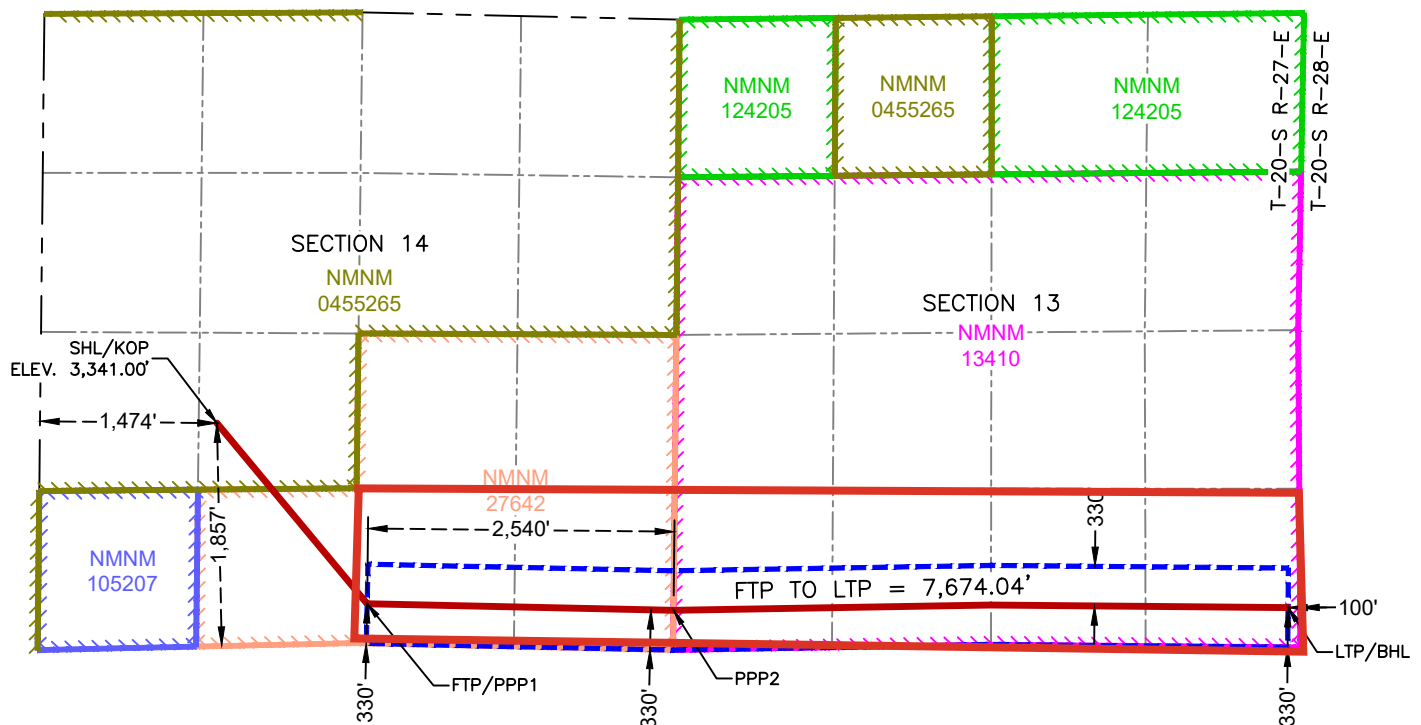 NMNM
124205
NMNM
0455265
NMNM
124205
T-20-S R-27-E
T-20-S R-28-E
SECTION 14
NMNM
0455265
SECTION 13
NMNM
13410
SHL/KOP
ELEV. 3,341.00'
1,474'
1,857'
NMNM
27642
2,540'
330'
NMNM
105207
FTP TO LTP = 7,674.04'
100'
LTP/BHL
FTP/PPP1
PPP2
330'
330'
330'